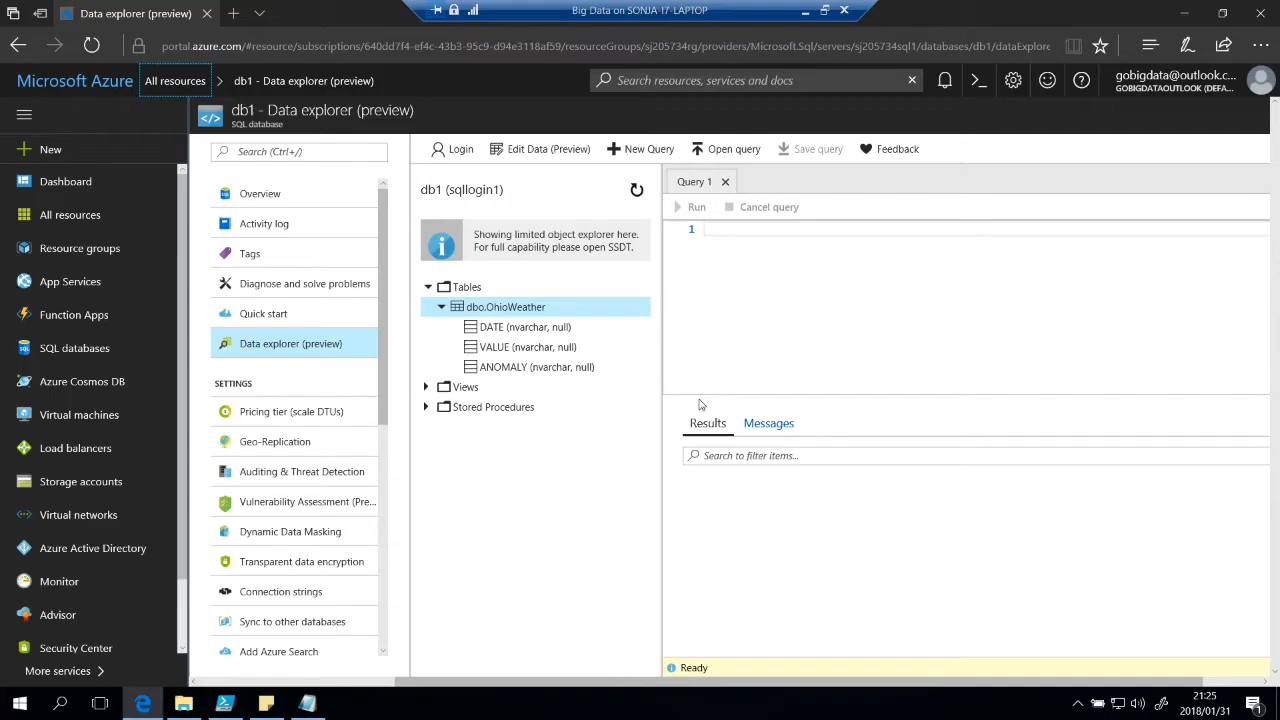 Data explorer (preview)
Big Data on SONJA-I7-LAPTOP
portal.azure.com/#resource/subscriptions/640dd7f4-ef4c-43b3-95c9-d94e3118af59/resourceGroups/sj205734rg/providers/Microsoft.Sql/servers/sj205734sql1/databases/db1/dataExplore
Microsoft Azure
All resources
db1 - Data explorer (preview)
Search resources, services and docs
gobigdata@outlook.c...
GOBIGDATAOUTLOOK (DEFA...
db1 - Data explorer (preview)
SQL database
New
Dashboard
All resources
Resource groups
App Services
Function Apps
SQL databases
Azure Cosmos DB
Virtual machines
Load balancers
Storage accounts
Virtual networks
Azure Active Directory
Monitor
Advisor
Security Center
More services
Search (Ctrl+/)
Overview
Activity log
Tags
Diagnose and solve problems
Quick start
Data explorer (preview)
SETTINGS
Pricing tier (scale DTUs)
Geo-Replication
Auditing & Threat Detection
Vulnerability Assessment (Pre...
Dynamic Data Masking
Transparent data encryption
Connection strings
Sync to other databases
Add Azure Search
Login
Edit Data (Preview)
New Query
Open query
Save query
Feedback
db1 (sqllogin1)
Showing limited object explorer here.
For full capability please open SSDT.
Tables
dbo.OhioWeather
DATE (nvarchar, null)
VALUE (nvarchar, null)
ANOMALY (nvarchar, null)
Views
Stored Procedures
Query 1
Run
Cancel query
1
Results
Messages
Search to filter items...
Ready
21:25
2018/01/31
1